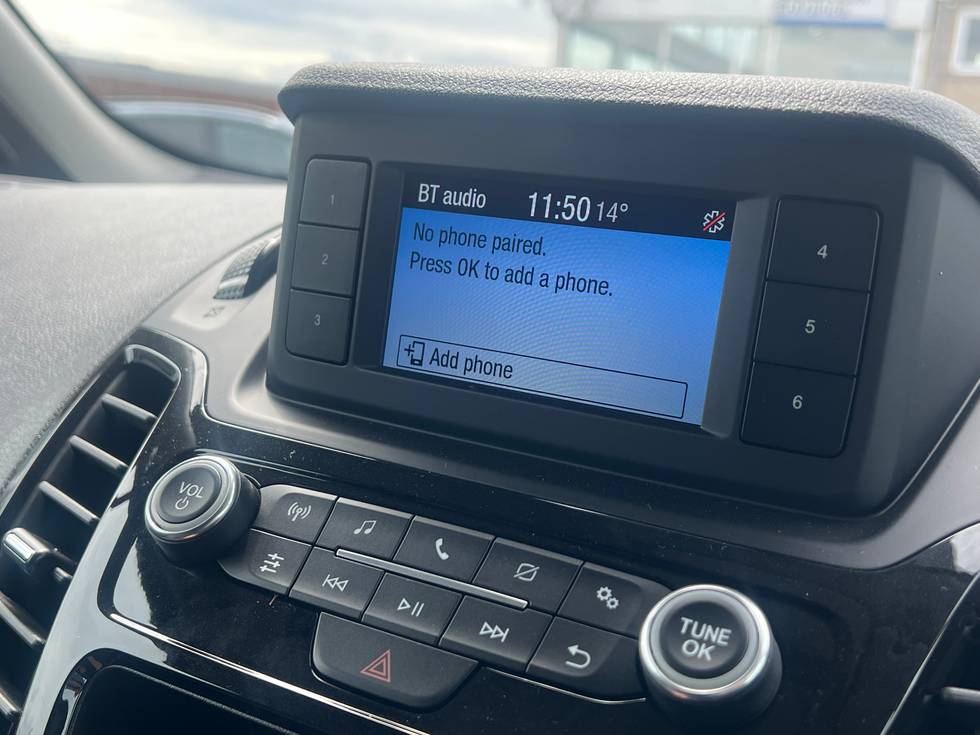 BT audio 11:50 14°
No phone paired.
Press OK to add a phone.
Add phone
1
2
3
4
5
6
VOL
TUNE
OK